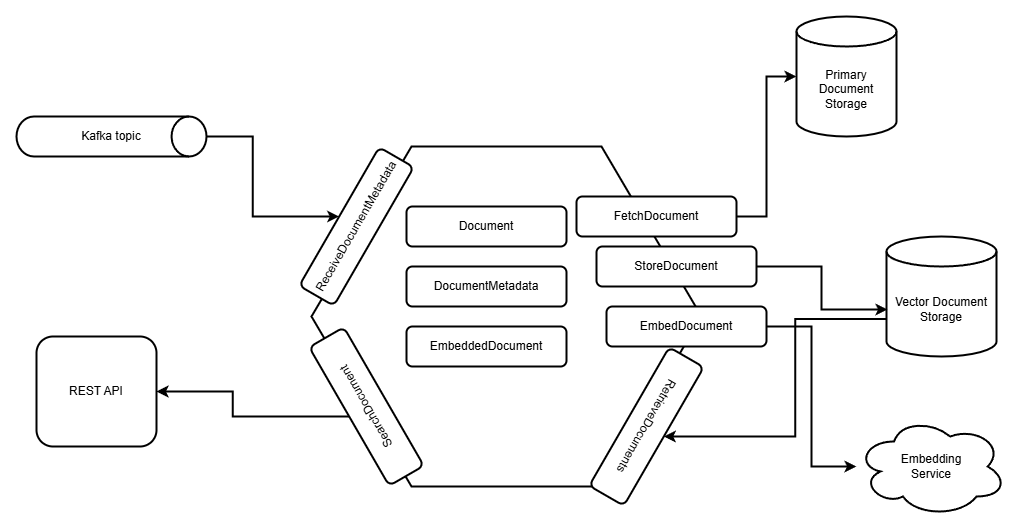 Primary
Document
Storage
Kafka topic
ReceiveDocumentMetadata
FetchDocument
Document
StoreDocument
DocumentMetadata
Vector Document
Storage
EmbedDocument
EmbeddedDocument
REST API
SearchDocument
RetrieveDocuments
Embedding
Service